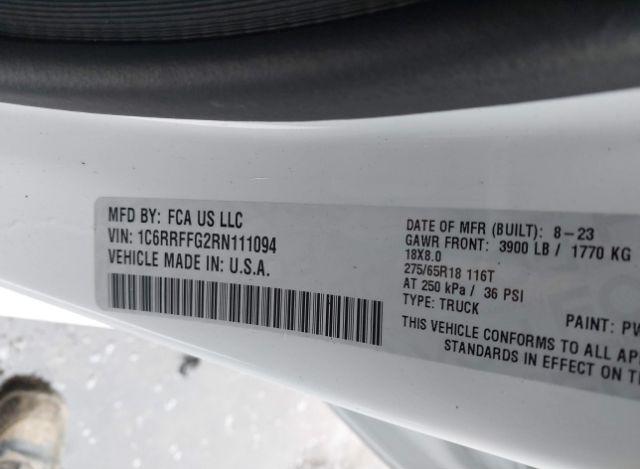 MFD BY: FCA US LLC
VIN: 1C6RRFFG2RN111094
VEHICLE MADE IN: U.S.A.
DATE OF MFR (BUILT): 8-23
GAWR FRONT: 3900 LB / 1770 KG
18X8.0
275/65R18 116T
AT 250 kPa / 36 PSI
TYPE: TRUCK
PAINT: PW
THIS VEHICLE CONFORMS TO ALL
STANDARDS IN EFFECT ON